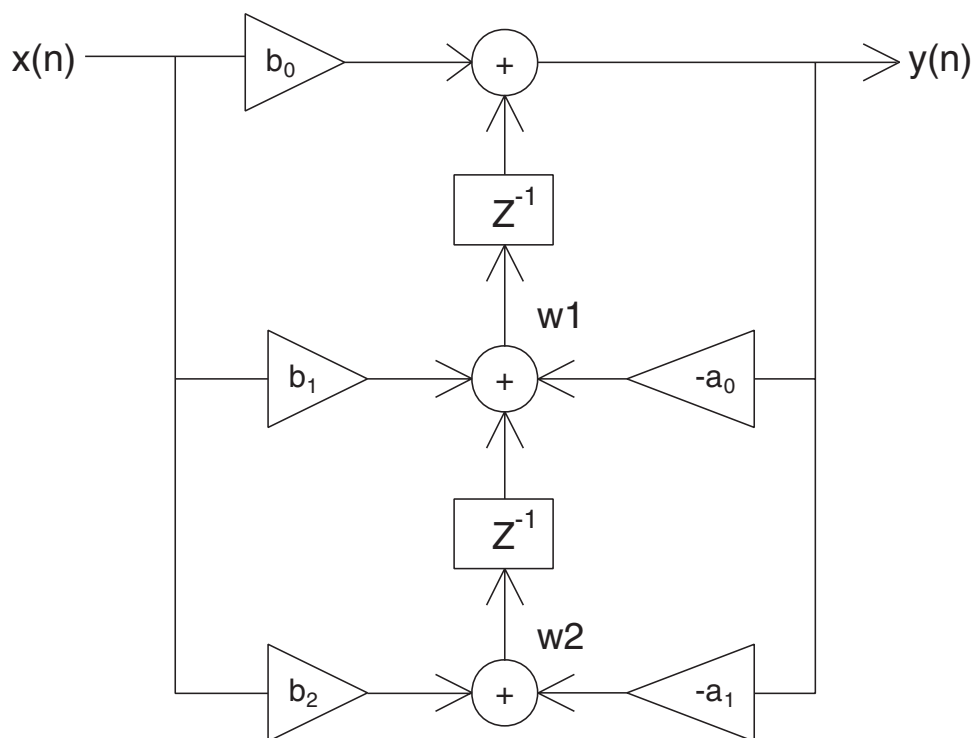 x(n)
b₀
+
y(n)
Z⁻¹
w1
b₁
+
-a₀
Z⁻¹
w2
b₂
+
-a₁